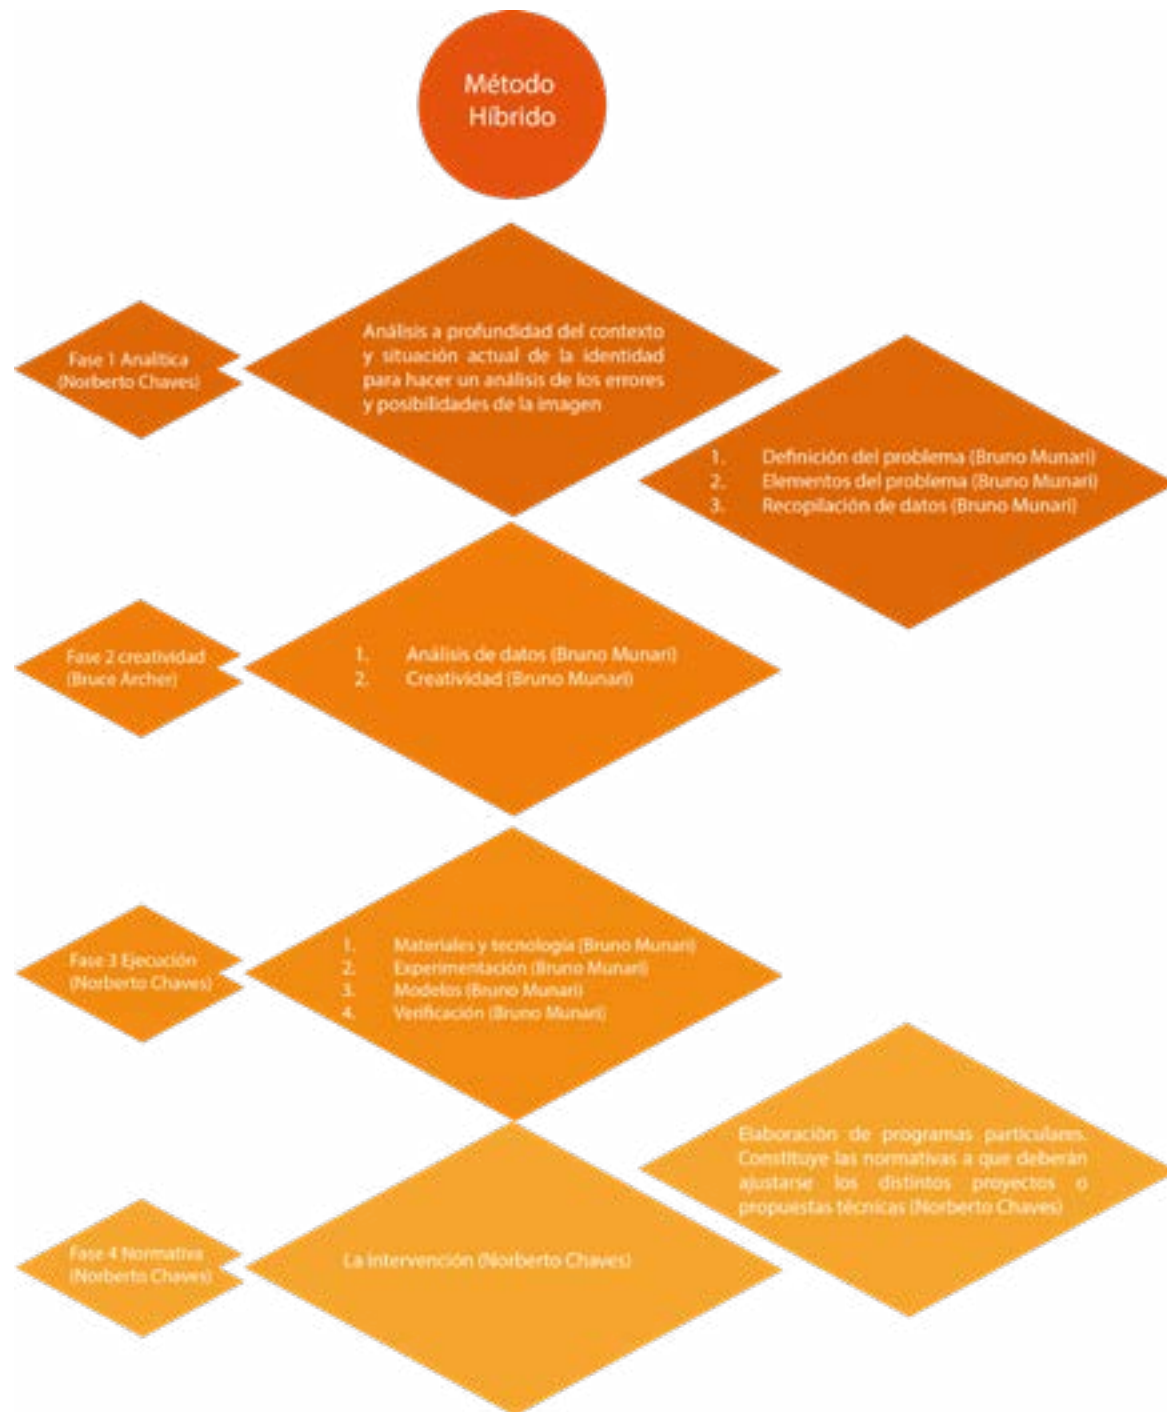 Método
Híbrido
Fase 1 Analítica
(Norberto Chaves)
Análisis a profundidad del contexto
y situación actual de la identidad
para hacer un análisis de los errores
y posibilidades de la imagen
1. Definición del problema (Bruno Munari)
2. Elementos del problema (Bruno Munari)
3. Recopilación de datos (Bruno Munari)
Fase 2 creatividad
(Bruce Archer)
1. Análisis de datos (Bruno Munari)
2. Creatividad (Bruno Munari)
Fase 3 Ejecución
(Norberto Chaves)
1. Materiales y tecnología (Bruno Munari)
2. Experimentación (Bruno Munari)
3. Modelos (Bruno Munari)
4. Verificación (Bruno Munari)
Elaboración de programas particulares.
Constituye las normativas a que deberán
ajustarse los distintos proyectos o
propuestas técnicas (Norberto Chaves)
Fase 4 Normativa
(Norberto Chaves)
La intervención (Norberto Chaves)